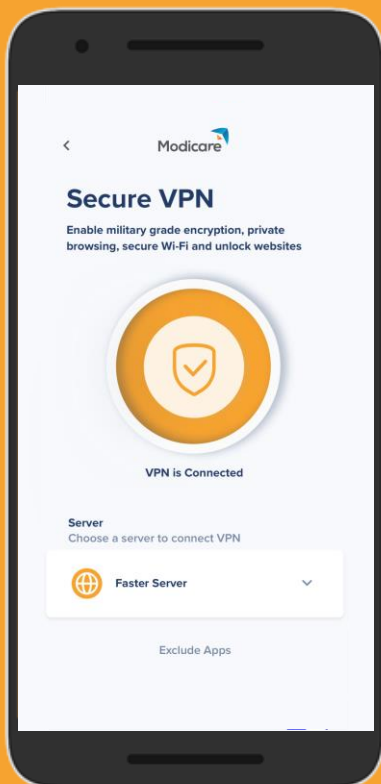 Modicare
Secure VPN
Enable military grade encryption, private
browsing, secure Wi-Fi and unlock websites
VPN is Connected
Server
Choose a server to connect VPN
Faster Server
Exclude Apps